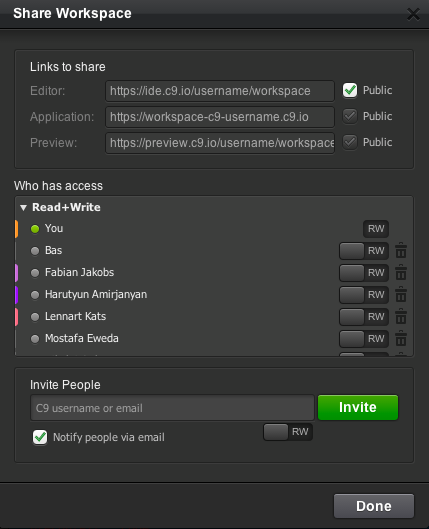 Share Workspace
Links to share
Editor: https://ide.c9.io/username/workspace Public
Application: https://workspace-c9-username.c9.io Public
Preview: https://preview.c9.io/username/workspace Public
Who has access
Read+Write
You RW
Bas RW
Fabian Jakobs RW
Harutyun Amirjanyan RW
Lennart Kats RW
Mostafa Eweda RW
Invite People
C9 username or email Invite
Notify people via email RW
Done